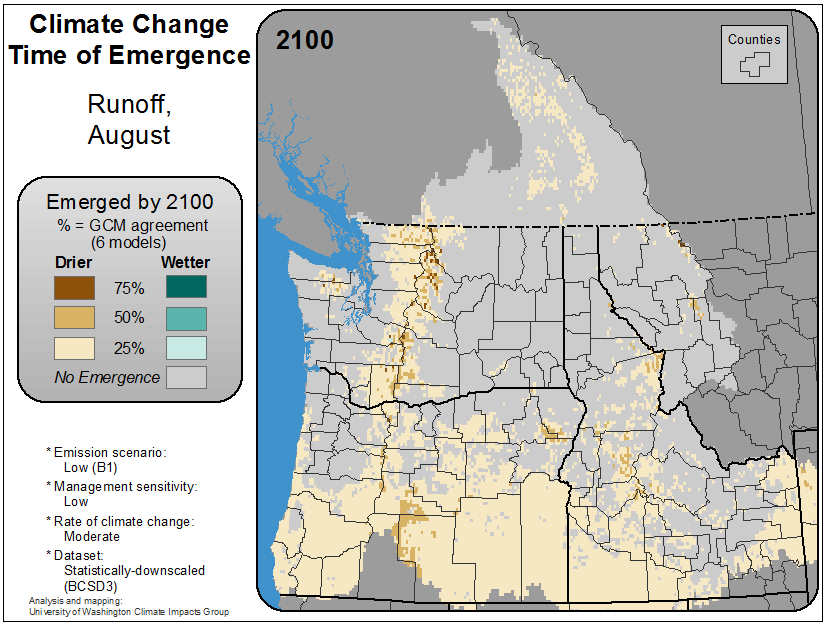 Climate Change
Time of Emergence
Runoff,
August
Emerged by 2100
% = GCM agreement
(6 models)
Drier Wetter
75%
50%
25%
No Emergence
* Emission scenario:
Low (B1)
* Management sensitivity:
Low
* Rate of climate change:
Moderate
* Dataset:
Statistically-downscaled
(BCSD3)
Analysis and mapping:
University of Washington Climate Impacts Group
2100
Counties